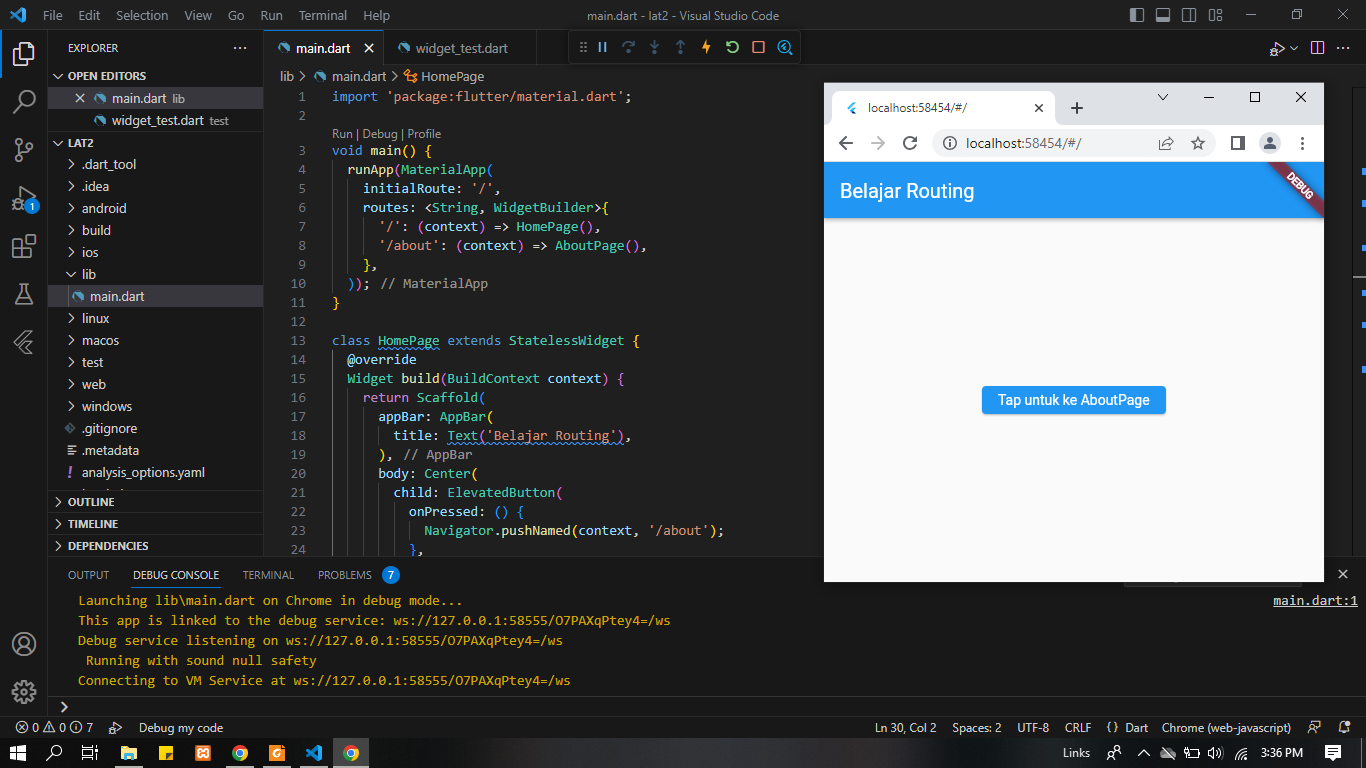 File Edit Selection View Go Run Terminal Help
main.dart - lat2 - Visual Studio Code
EXPLORER
OPEN EDITORS
main.dart lib
widget_test.dart test
LAT2
.dart_tool
.idea
android
build
ios
lib
main.dart
linux
macos
test
web
windows
.gitignore
.metadata
! analysis_options.yaml
OUTLINE
TIMELINE
DEPENDENCIES
1
main.dart
widget_test.dart
lib > main.dart > HomePage
1 import 'package:flutter/material.dart';
2
Run | Debug | Profile
3 void main() {
4 runApp(MaterialApp(
5 initialRoute: '/',
6 routes: <String, WidgetBuilder>{
7 '/': (context) => HomePage(),
8 '/about': (context) => AboutPage(),
9 },
10 )); // MaterialApp
11 }
12
13 class HomePage extends StatelessWidget {
14 @override
15 Widget build(BuildContext context) {
16 return Scaffold(
17 appBar: AppBar(
18 title: Text('Belajar Routing'),
19 ), // AppBar
20 body: Center(
21 child: ElevatedButton(
22 onPressed: () {
23 Navigator.pushNamed(context, '/about');
24 },
localhost:58454/#/
localhost:58454/#/
Belajar Routing
DEBUG
Tap untuk ke AboutPage
OUTPUT DEBUG CONSOLE TERMINAL PROBLEMS 7
Launching lib\main.dart on Chrome in debug mode...
main.dart:1
This app is linked to the debug service: ws://127.0.0.1:58555/O7PAXqPtey4=/ws
Debug service listening on ws://127.0.0.1:58555/O7PAXqPtey4=/ws
Running with sound null safety
Connecting to VM Service at ws://127.0.0.1:58555/O7PAXqPtey4=/ws
0 0 7 Debug my code
Ln 30, Col 2 Spaces: 2 UTF-8 CRLF {} Dart Chrome (web-javascript)
Links
3:36 PM